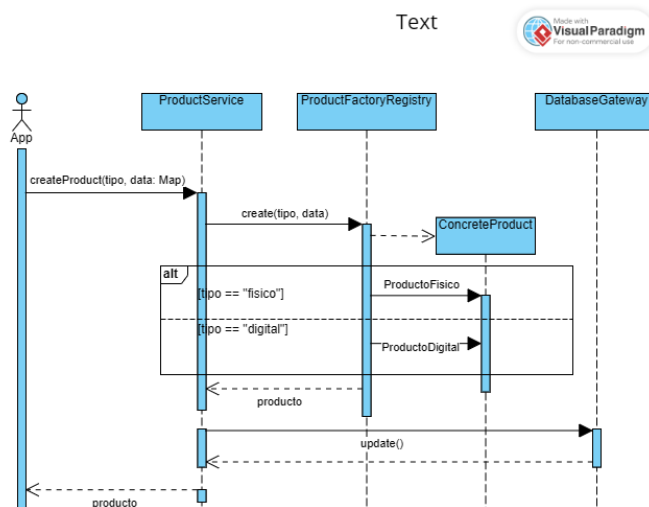 Text
Made with
Visual Paradigm
For non-commercial use
ProductService
ProductFactoryRegistry
DatabaseGateway
App
createProduct(tipo, data: Map)
create(tipo, data)
ConcreteProduct
alt
[tipo == "fisico"]
ProductoFisico
[tipo == "digital"]
ProductoDigital
producto
update()
producto